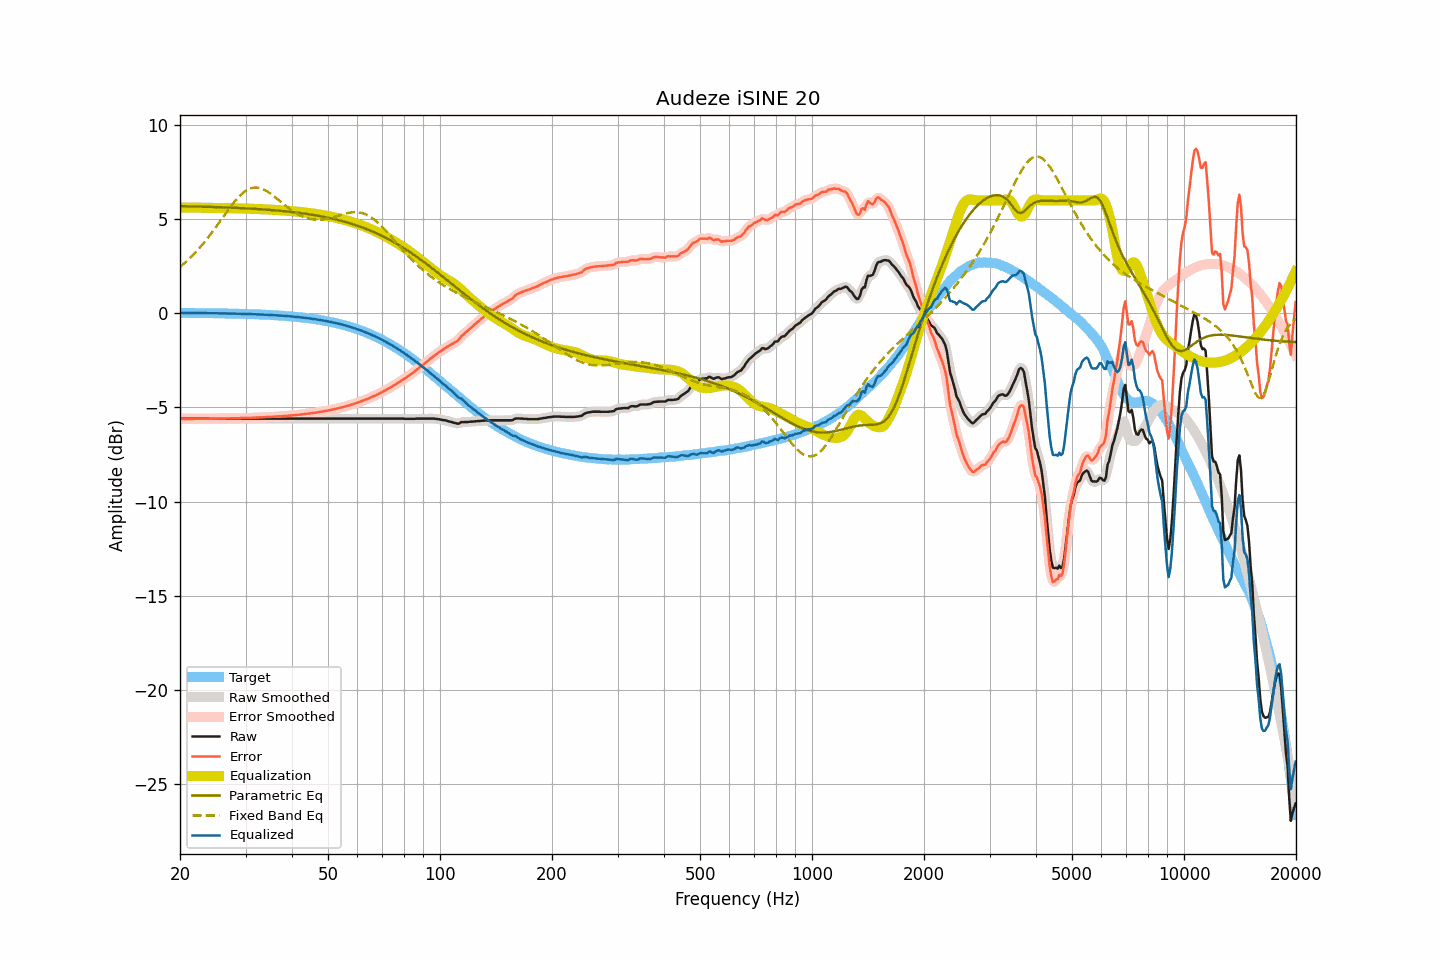 Audeze iSINE 20
Amplitude (dBr)
10
5
0
−5
−10
−15
−20
−25
Target
Raw Smoothed
Error Smoothed
Raw
Error
Equalization
Parametric Eq
Fixed Band Eq
Equalized
20 50 100 200 500 1000 2000 5000 10000 20000
Frequency (Hz)